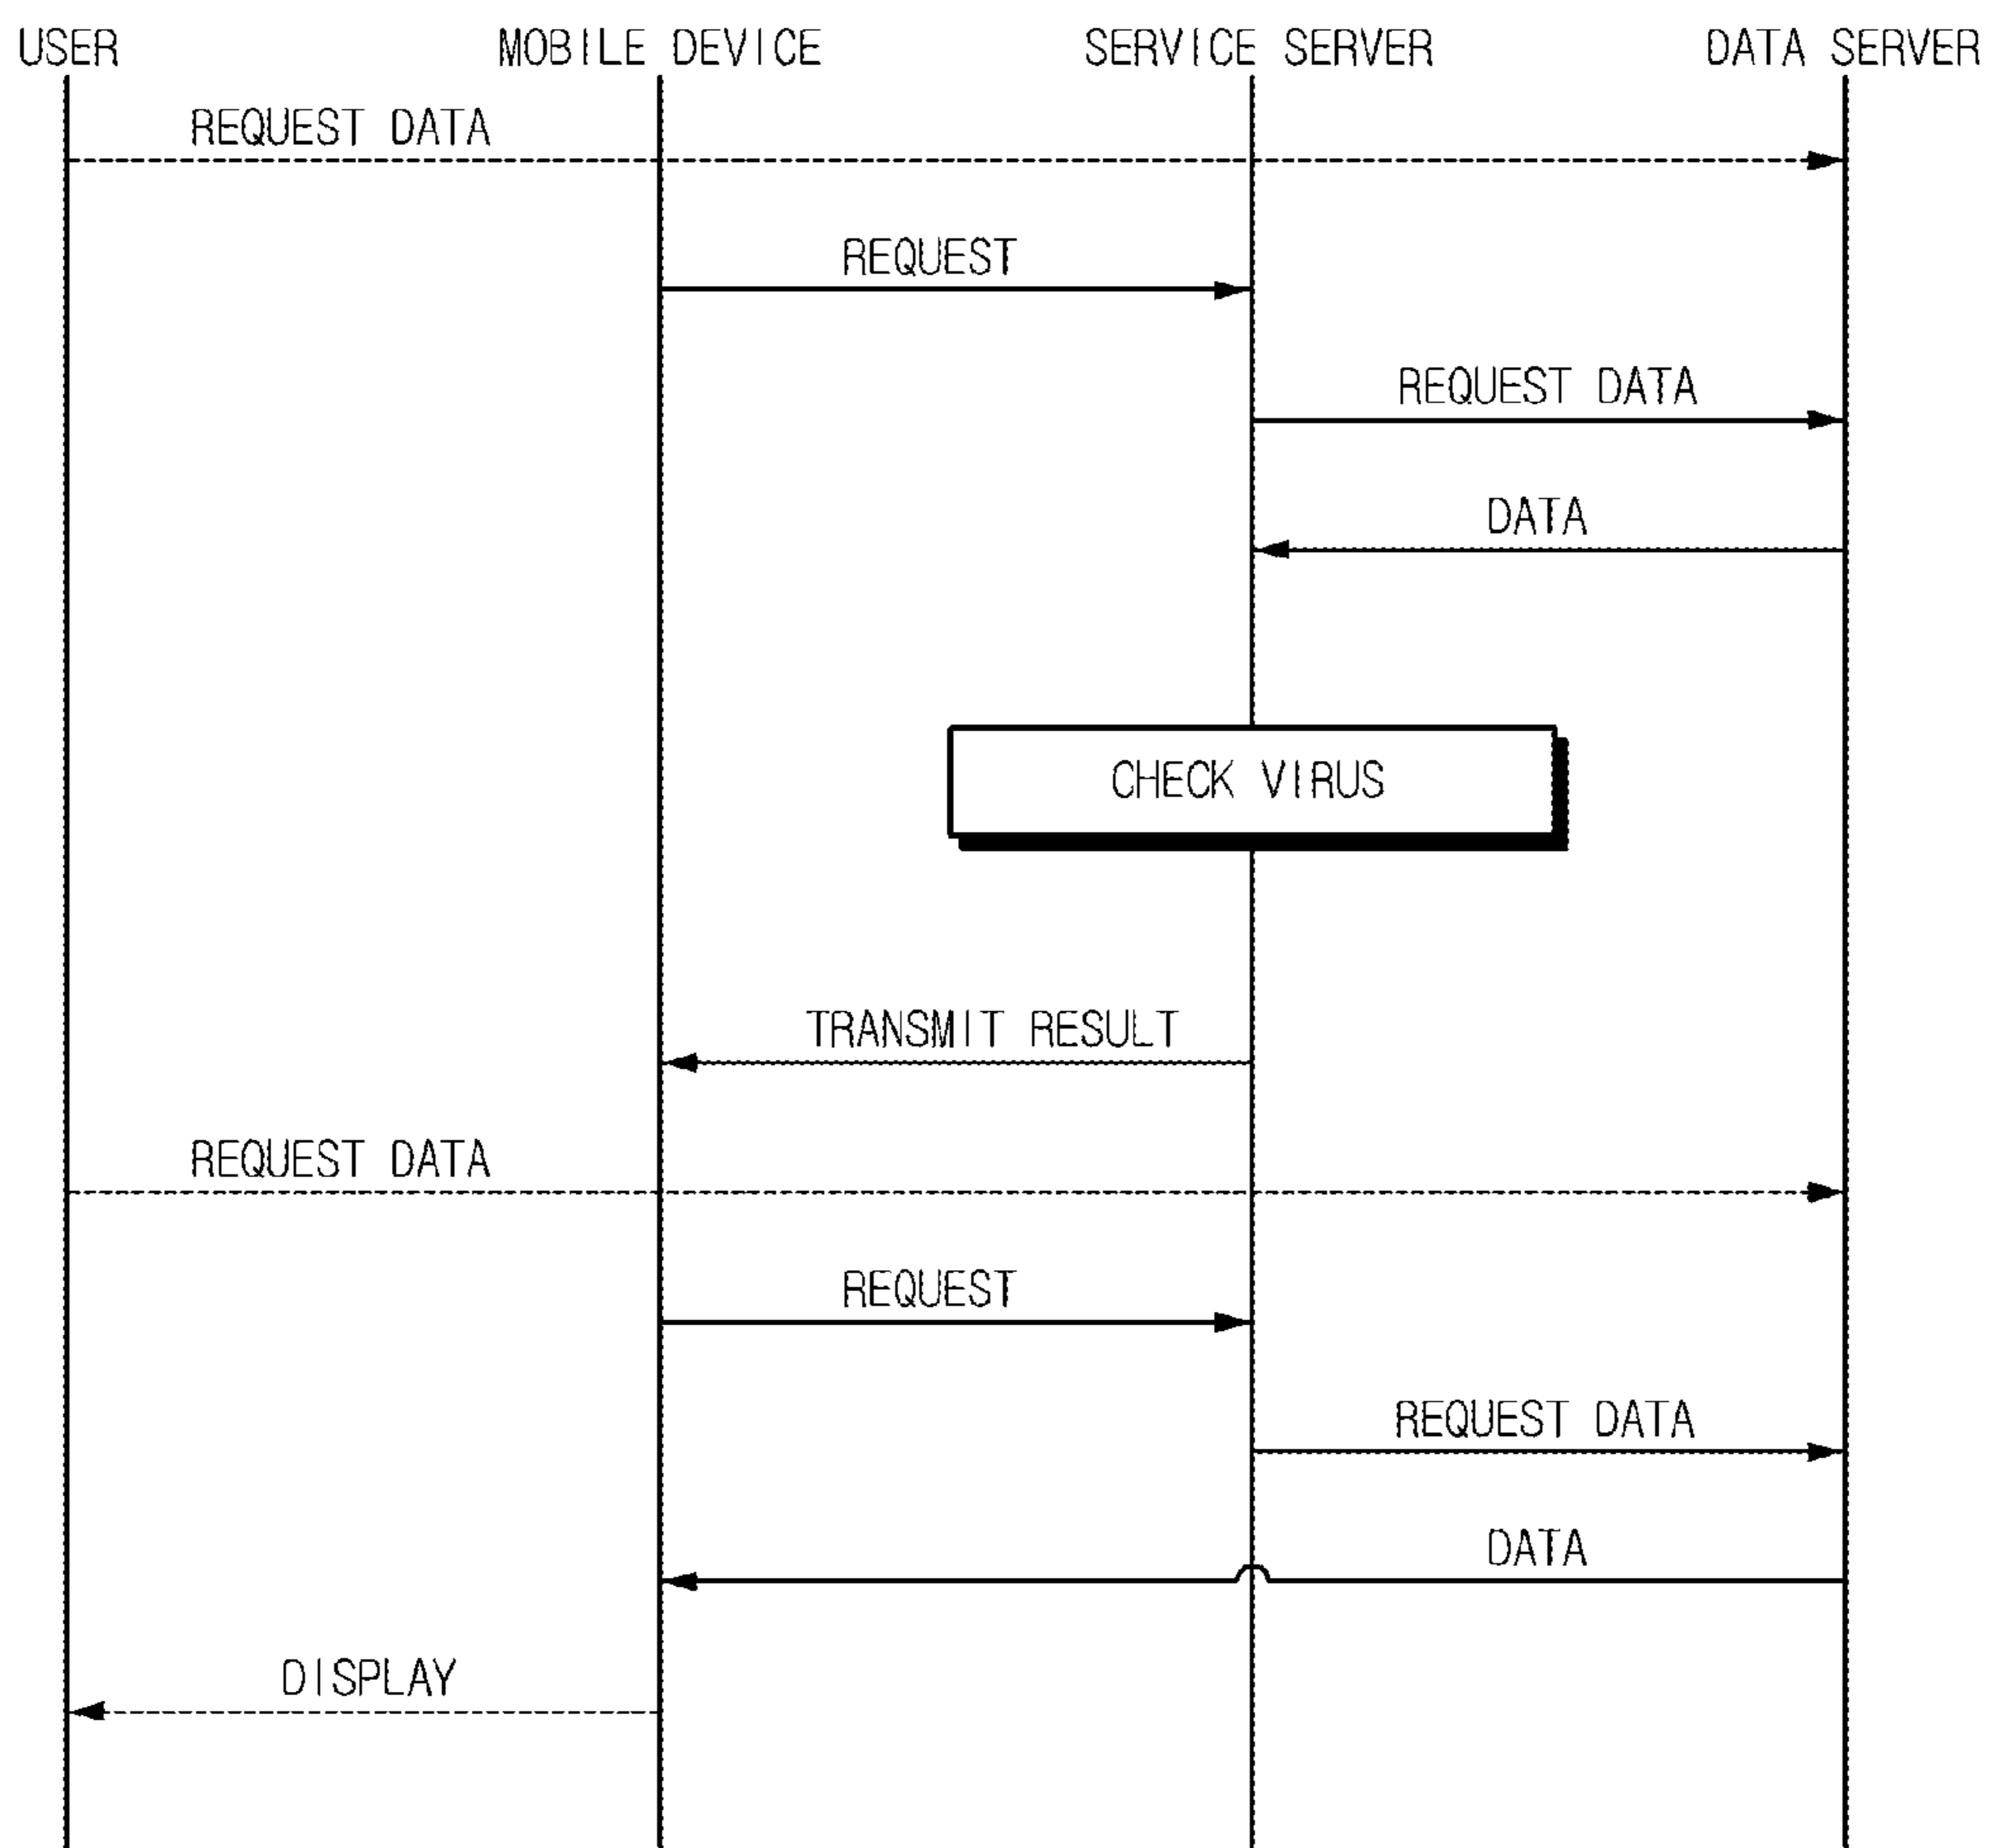 USER
MOBILE DEVICE
SERVICE SERVER
DATA SERVER
REQUEST DATA
REQUEST
REQUEST DATA
DATA
CHECK VIRUS
TRANSMIT RESULT
REQUEST DATA
REQUEST
REQUEST DATA
DATA
DISPLAY